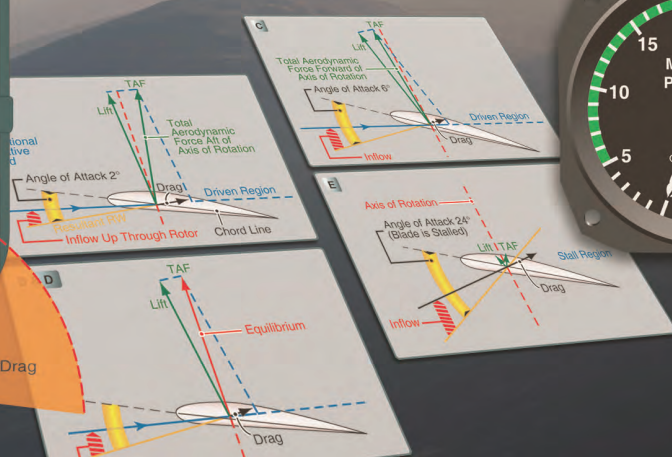 C
TAF
Lift
Total Aerodynamic
Force Forward of
Axis of Rotation
Angle of Attack 6°
Driven Region
Drag
Inflow
15
10
5
TAF
Lift
Total
Aerodynamic
Force Aft of
Axis of Rotation
Angle of Attack 2°
Drag
Driven Region
Chord Line
Inflow Up Through Rotor
E
Axis of Rotation
Angle of Attack 24°
(Blade is Stalled)
Lift TAF
Stall Region
Drag
Inflow
D
TAF
Lift
Equilibrium
Drag
Drag